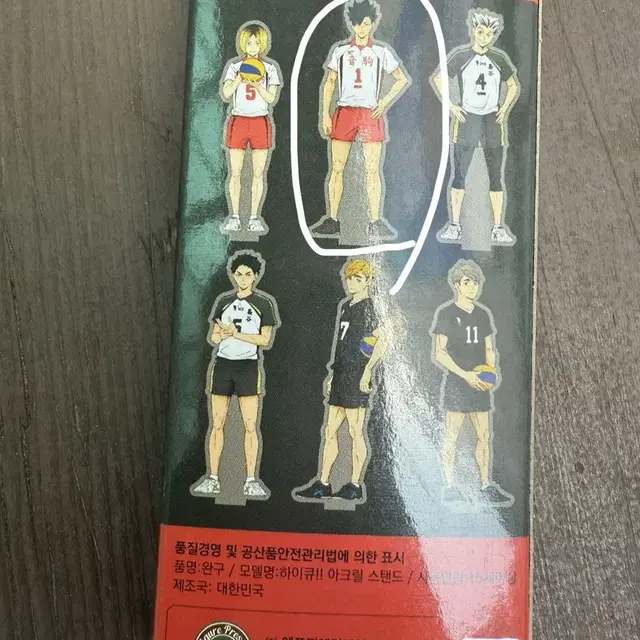 5
音駒
1
4
5
7
11
품질경영 및 공산품안전관리법에 의한 표시
품명:완구 / 모델명:하이큐!! 아크릴 스탠드 /
제조국: 대한민국